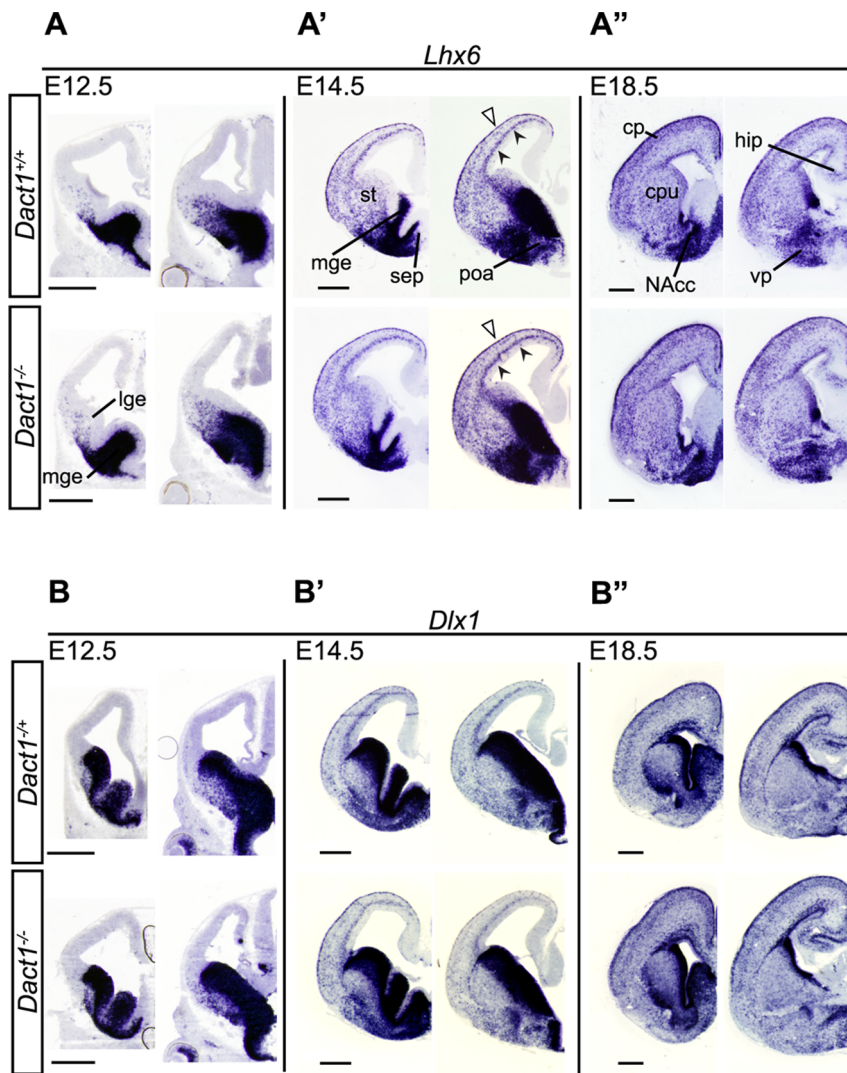 A A' A"
Lhx6
E12.5 E14.5 E18.5
Dact1+/+
st
mge
sep
poa
cp
cpu
hip
NAcc
vp
Dact1-/-
lge
mge
B B' B"
Dlx1
E12.5 E14.5 E18.5
Dact1-/+
Dact1-/-